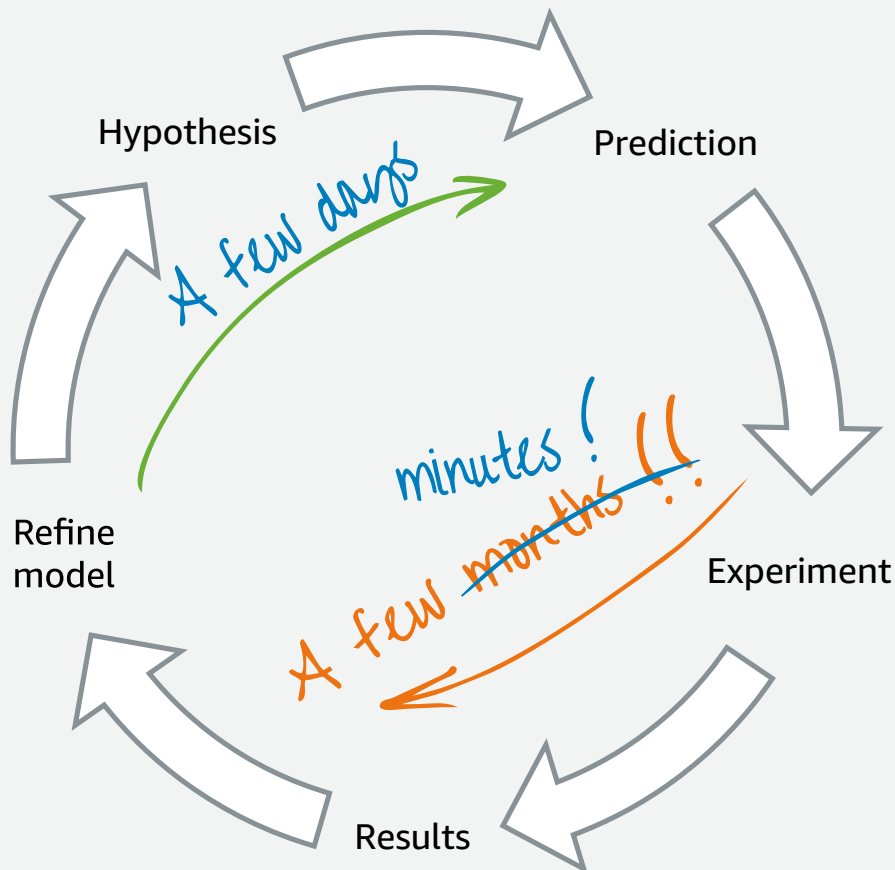 Hypothesis
Prediction
A few days
minutes !
A few months !!
Refine
model
Experiment
Results